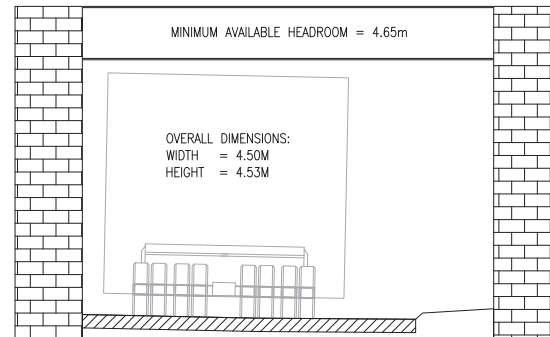 MINIMUM AVAILABLE HEADROOM = 4.65m
OVERALL DIMENSIONS:
WIDTH = 4.50M
HEIGHT = 4.53M